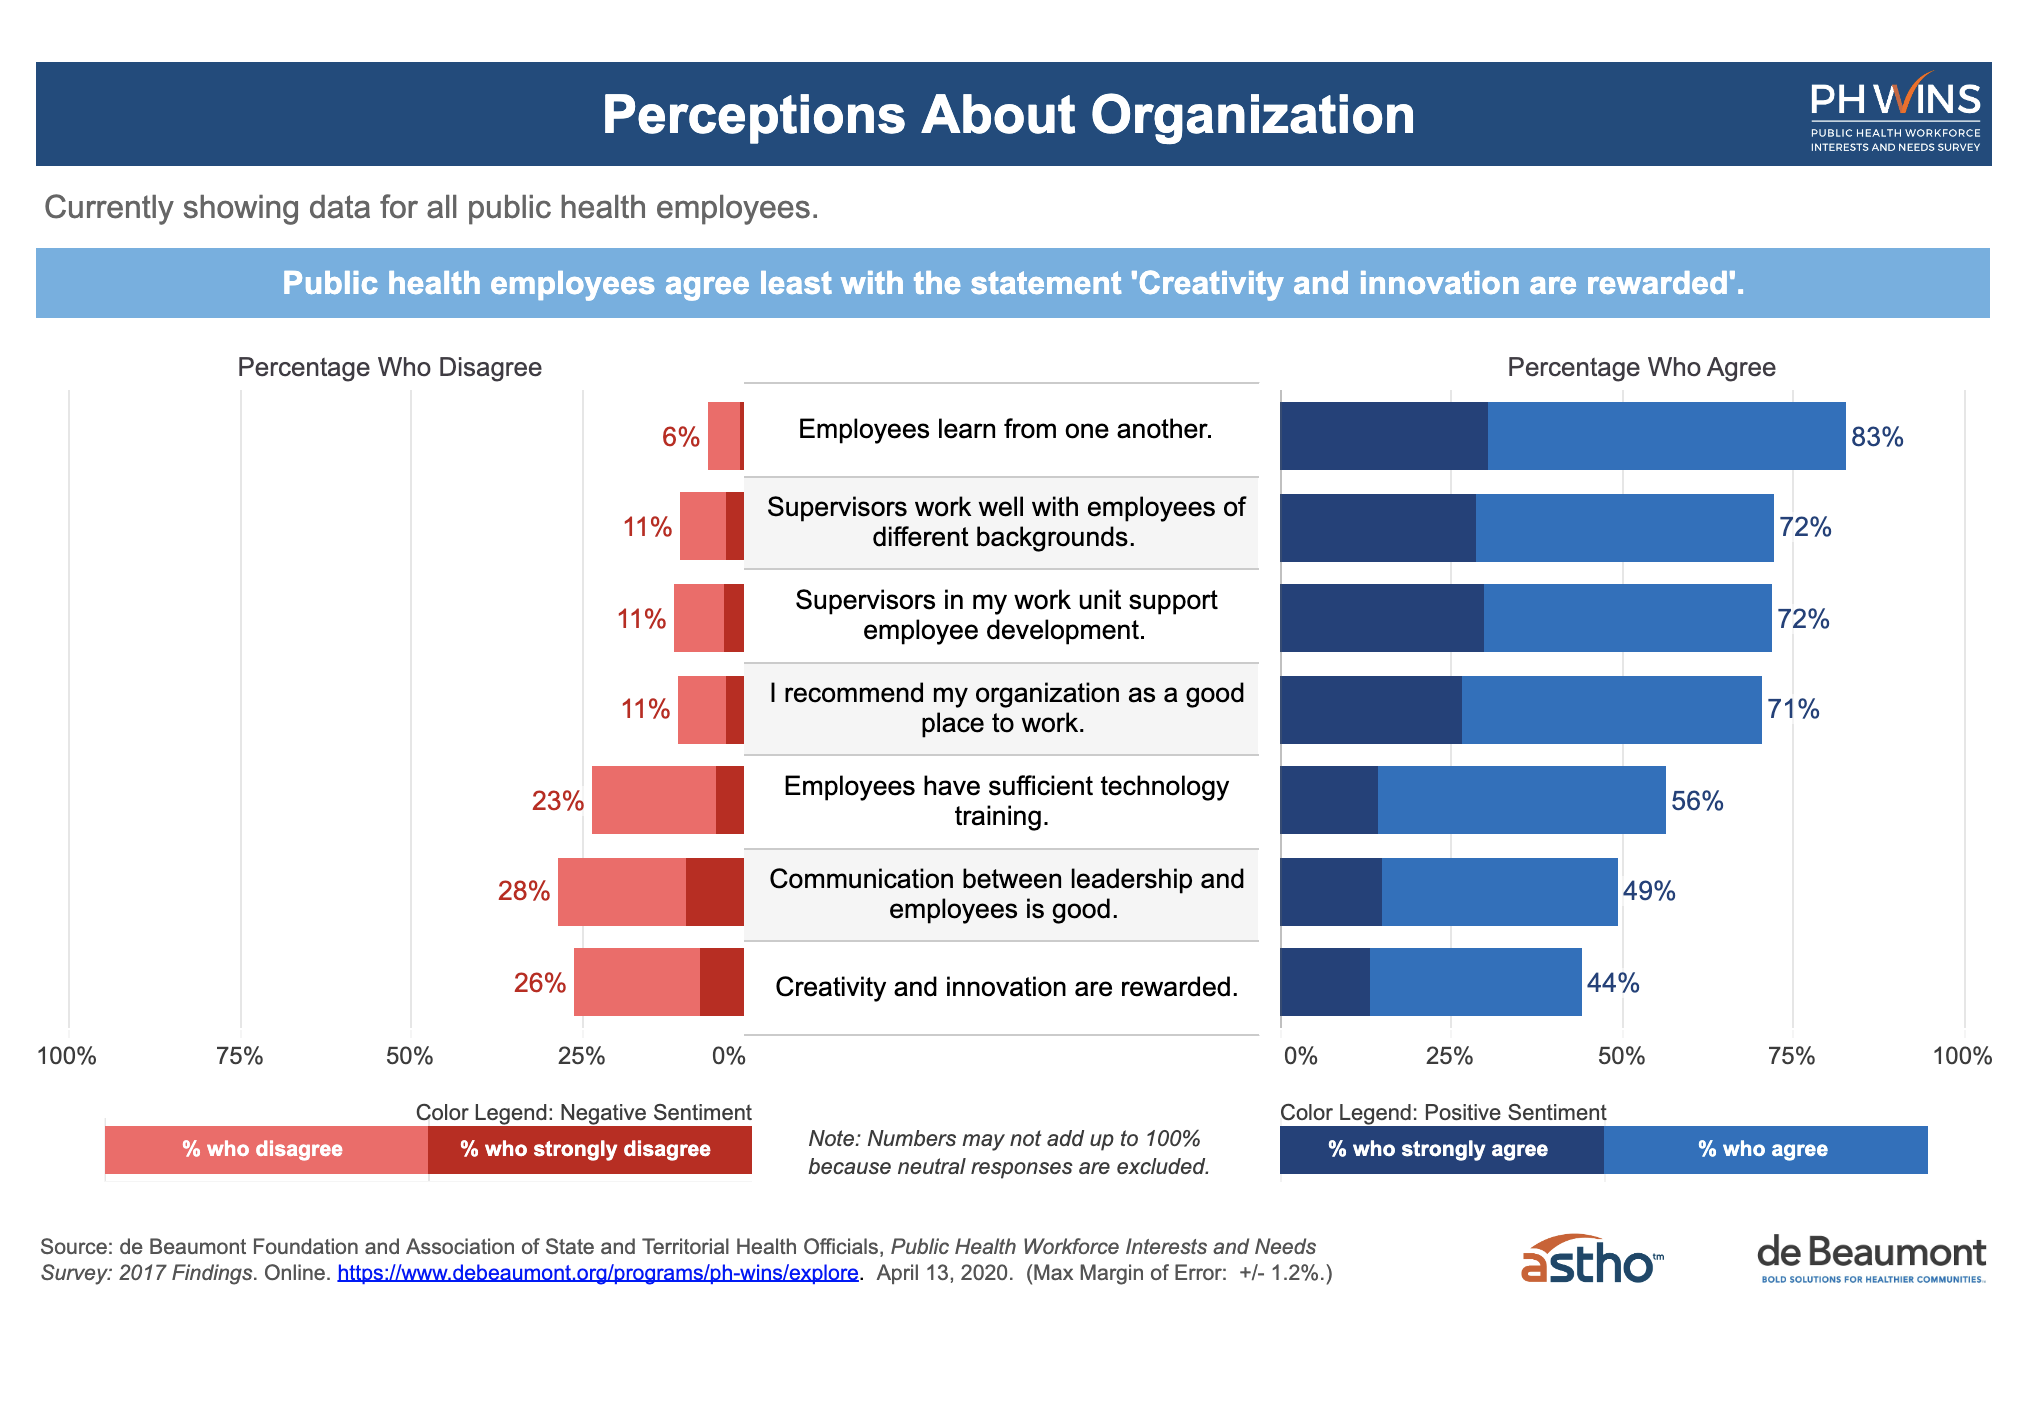 Perceptions About Organization
PH WINS
PUBLIC HEALTH WORKFORCE
INTERESTS AND NEEDS SURVEY
Currently showing data for all public health employees.
Public health employees agree least with the statement 'Creativity and innovation are rewarded'.
Percentage Who Disagree
Percentage Who Agree
6%
Employees learn from one another.
83%
11%
Supervisors work well with employees of
different backgrounds.
72%
11%
Supervisors in my work unit support
employee development.
72%
11%
I recommend my organization as a good
place to work.
71%
23%
Employees have sufficient technology
training.
56%
28%
Communication between leadership and
employees is good.
49%
26%
Creativity and innovation are rewarded.
44%
100% 75% 50% 25% 0%
0% 25% 50% 75% 100%
Color Legend: Negative Sentiment
% who disagree % who strongly disagree
Note: Numbers may not add up to 100%
because neutral responses are excluded.
Color Legend: Positive Sentiment
% who strongly agree % who agree
Source: de Beaumont Foundation and Association of State and Territorial Health Officials, Public Health Workforce Interests and Needs
Survey: 2017 Findings. Online. https://www.debeaumont.org/programs/ph-wins/explore. April 13, 2020. (Max Margin of Error: +/- 1.2%.)
astho™
de Beaumont
BOLD SOLUTIONS FOR HEALTHIER COMMUNITIES.